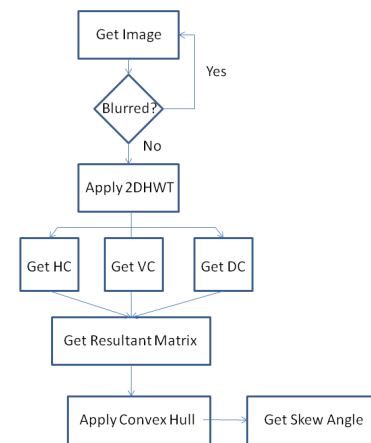 Get Image
Yes
Blurred?
No
Apply 2DHWT
Get HC
Get VC
Get DC
Get Resultant Matrix
Apply Convex Hull
Get Skew Angle